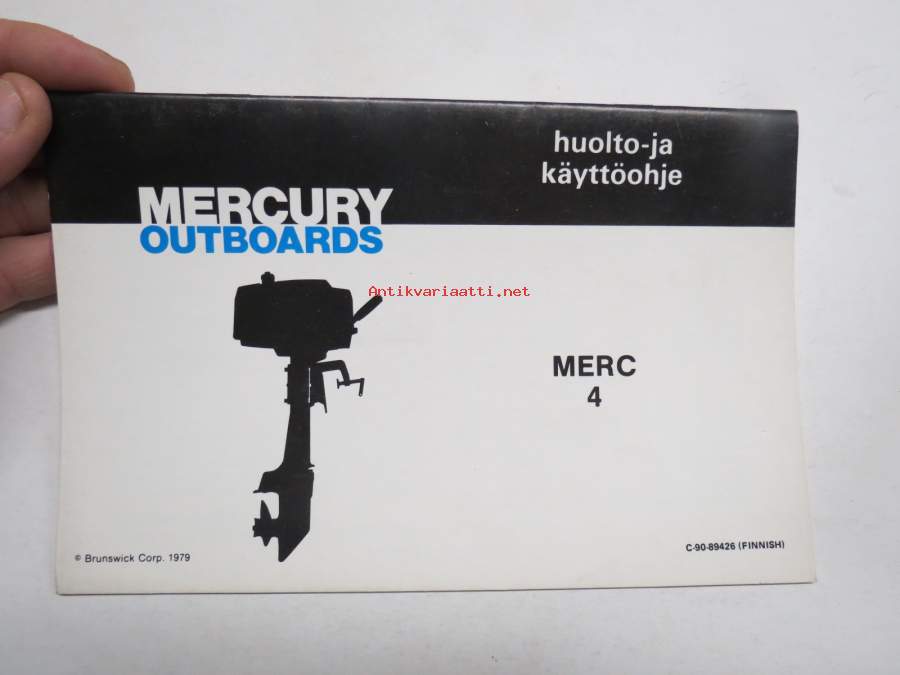 huolto-ja
käyttöohje
MERCURY
OUTBOARDS
Antikvariaatti.net
MERC
4
© Brunswick Corp. 1979
C-90-89426 (FINNISH)